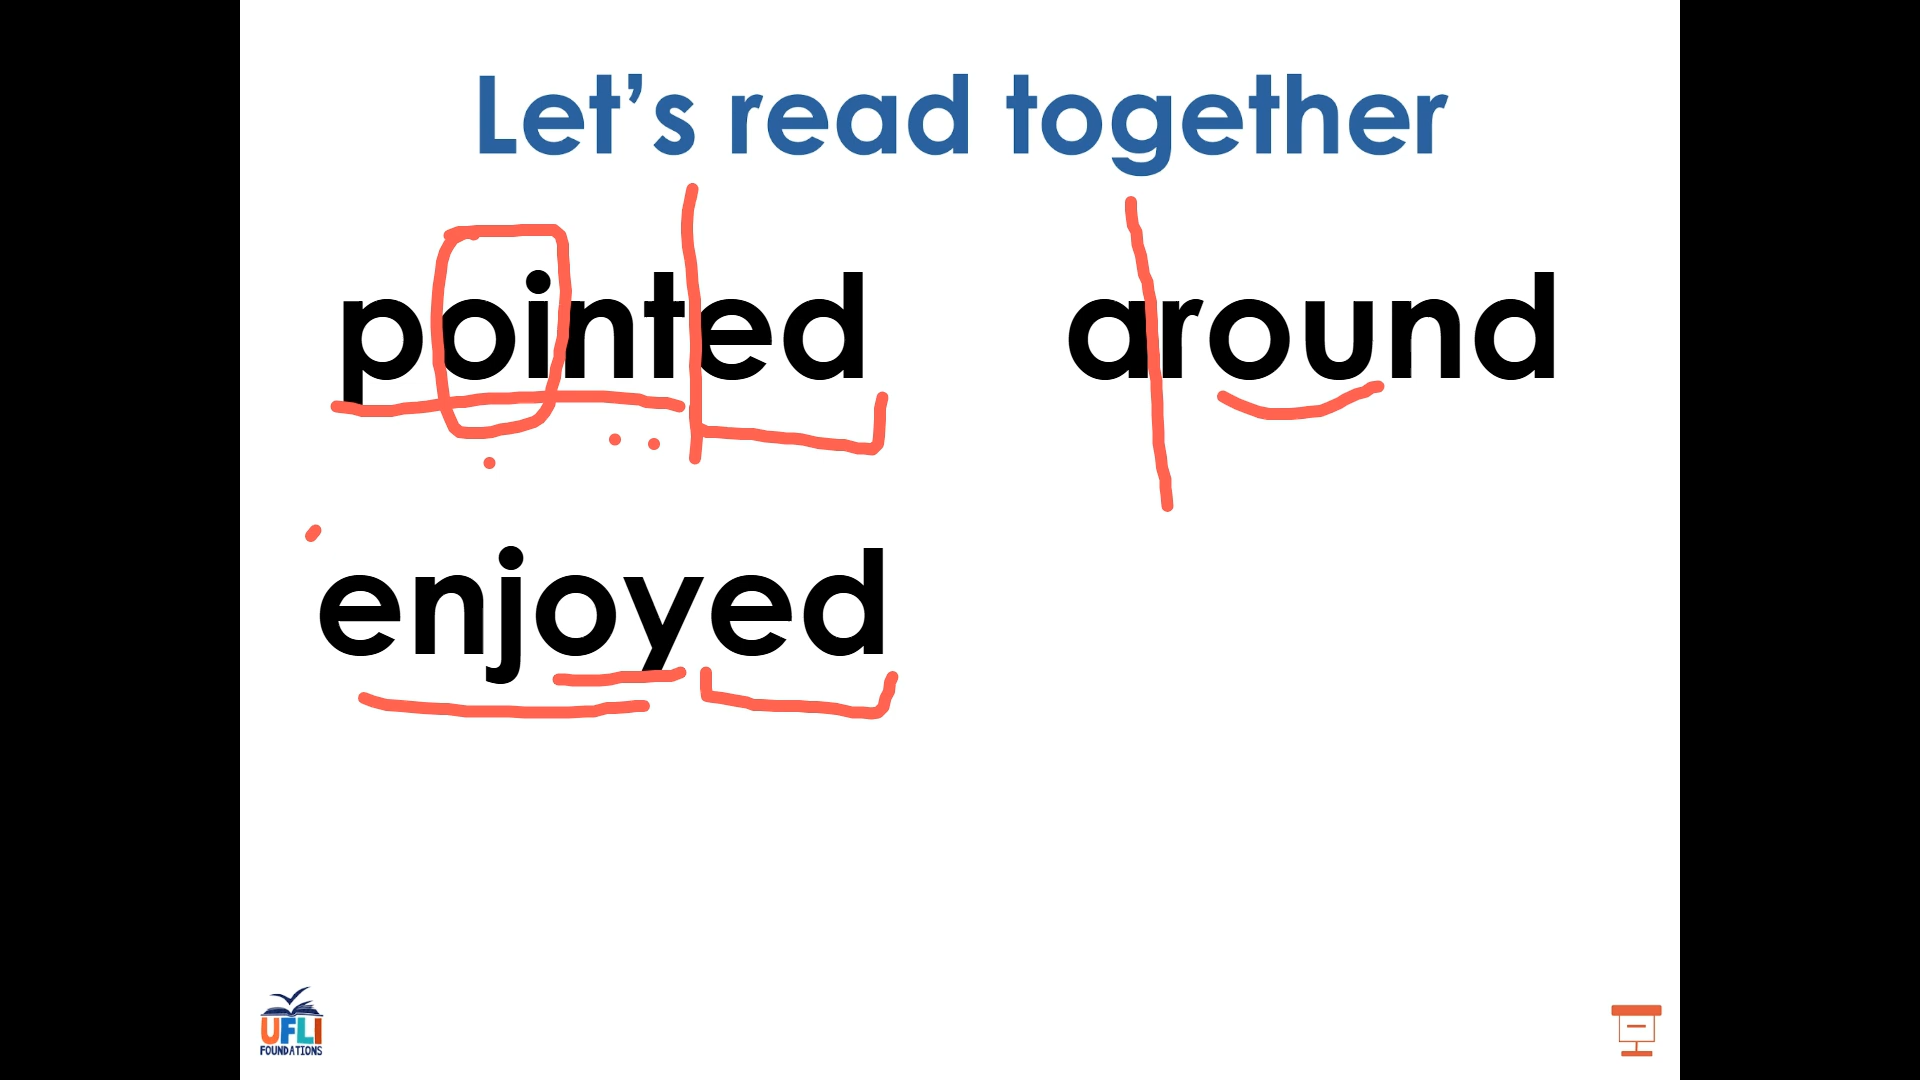 Let's read together
pointed around
enjoyed
UFLI
FOUNDATIONS